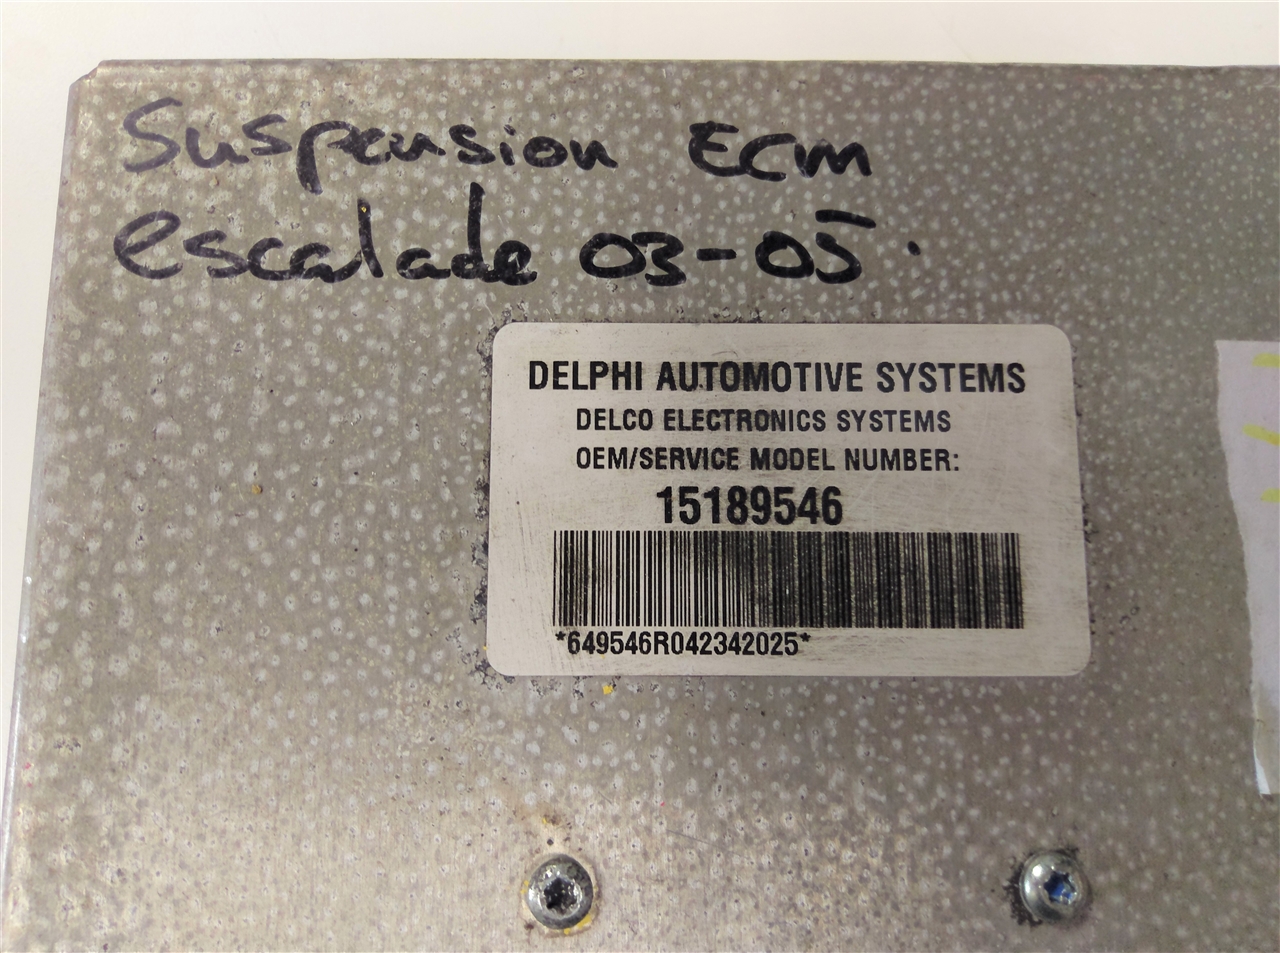 Suspension ECM
Escalade 03-05.
DELPHI AUTOMOTIVE SYSTEMS
DELCO ELECTRONICS SYSTEMS
OEM/SERVICE MODEL NUMBER:
15189546
*649546R042342025*